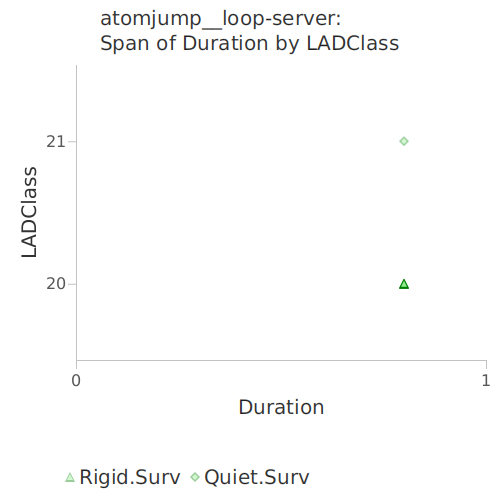 atomjump__loop-server:
Span of Duration by LADClass
21
20
LADClass
0
1
Duration
Rigid.Surv
Quiet.Surv